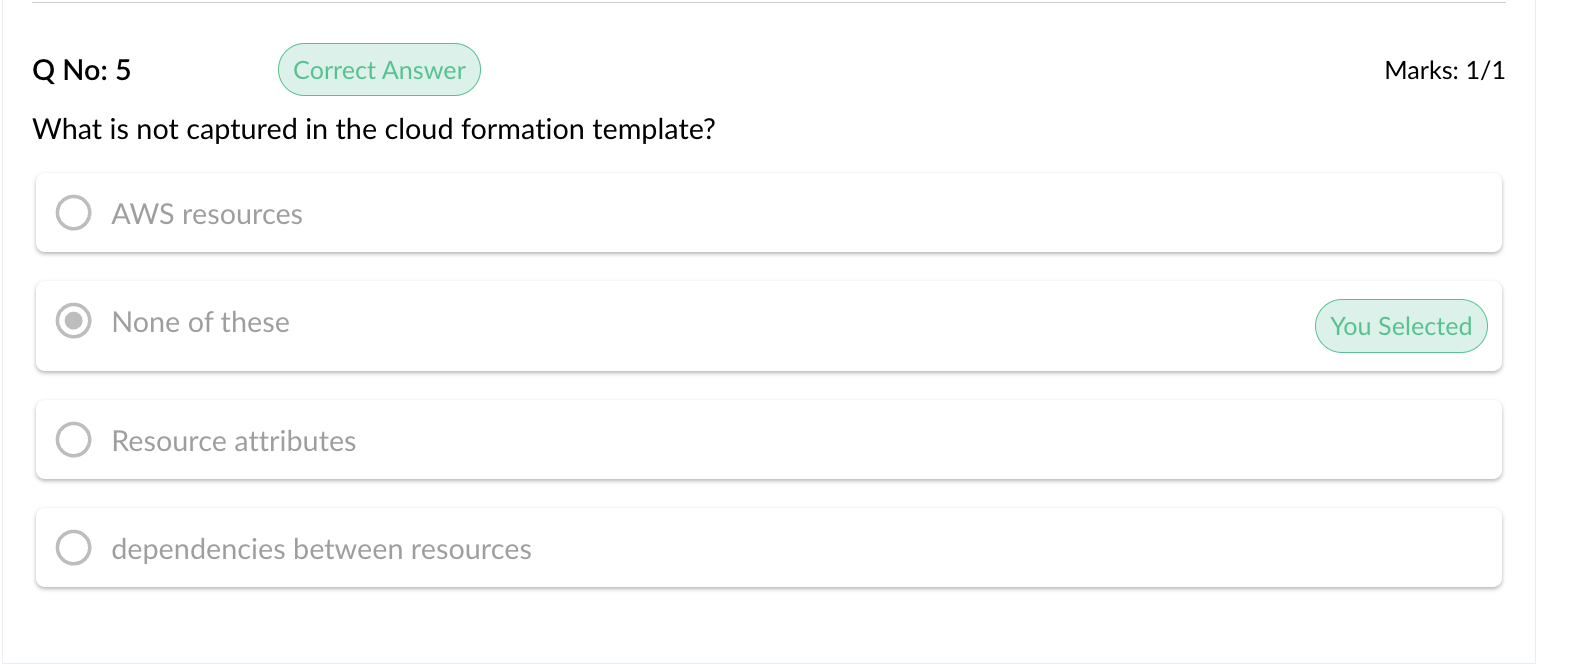 Q No: 5 Correct Answer Marks: 1/1
What is not captured in the cloud formation template?
AWS resources
None of these You Selected
Resource attributes
dependencies between resources